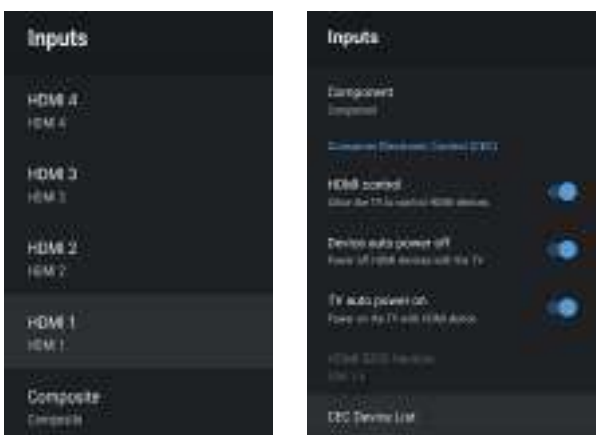 Inputs
HDMI 4
HDMI 4
HDMI 3
HDMI 3
HDMI 2
HDMI 2
HDMI 1
HDMI 1
Composite
Composite
Inputs
Component
Component
Consumer Electronic Control (CEC)
HDMI control
Allow the TV to control HDMI devices
Device auto power off
Power off HDMI devices with the TV
TV auto power on
Power on the TV with HDMI device
HDMI EDID Version
CEC Device List